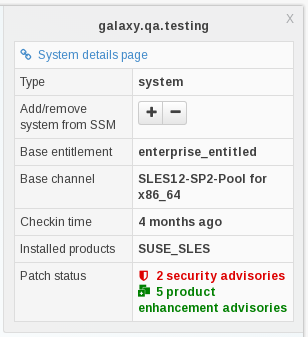 X
galaxy.qa.testing
System details page
Type system
Add/remove
system from SSM
Base entitlement enterprise_entitled
Base channel SLES12-SP2-Pool for
x86_64
Checkin time 4 months ago
Installed products SUSE_SLES
Patch status 2 security advisories
5 product
enhancement advisories